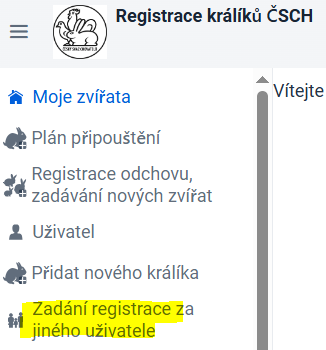 Registrace králíků ČSCH
Vítejte
Moje zvířata
Plán připouštění
Registrace odchovu,
zadávání nových zvířat
Uživatel
Přidat nového králíka
Zadání registrace za
jiného uživatele